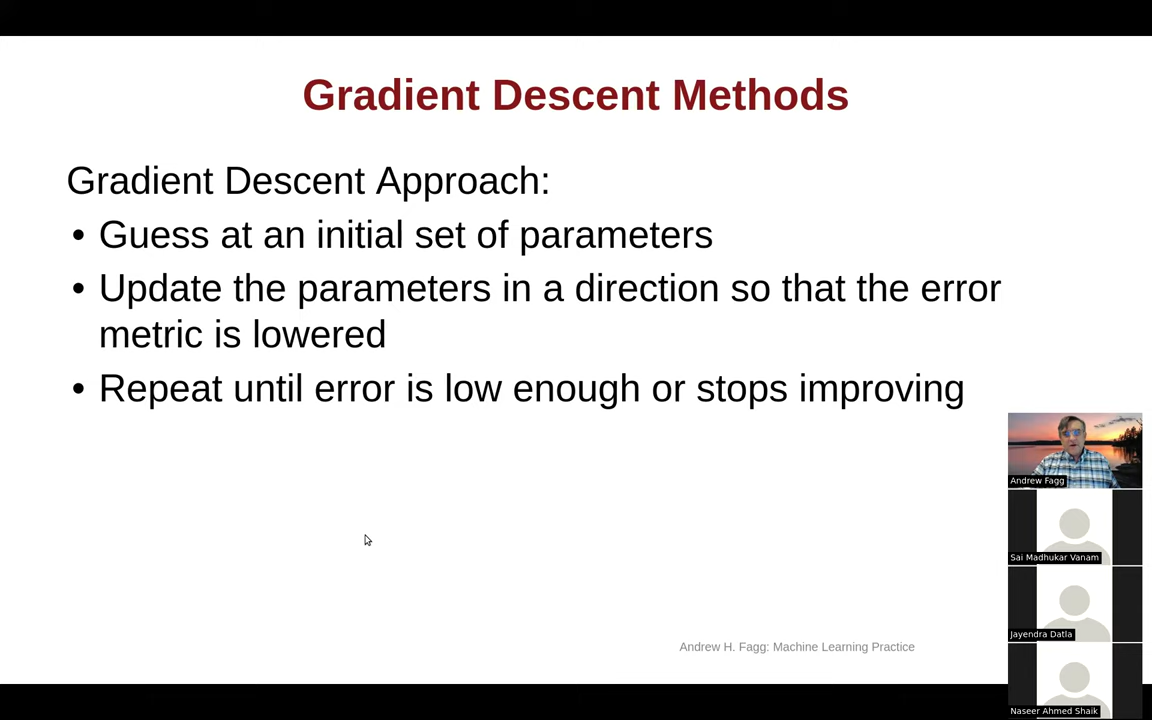 Gradient Descent Methods
Gradient Descent Approach:
• Guess at an initial set of parameters
• Update the parameters in a direction so that the error
metric is lowered
• Repeat until error is low enough or stops improving
Andrew Fagg
Sai Madhukar Vanam
Jayendra Datla
Andrew H. Fagg: Machine Learning Practice
Naseer Ahmed Shaik